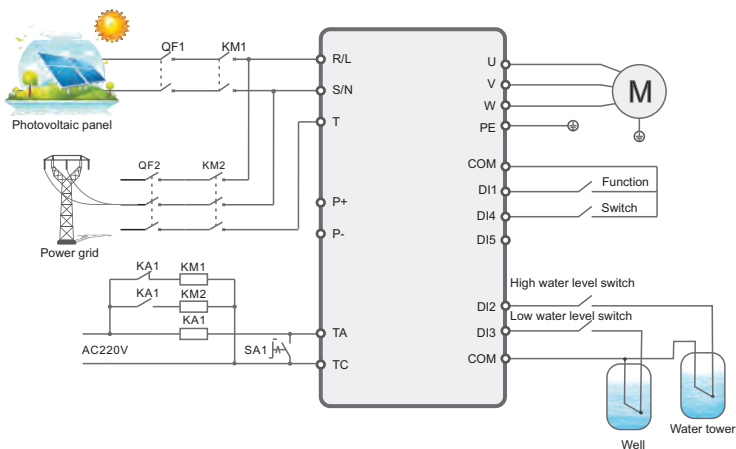 QF1
KM1
Photovoltaic panel
QF2
KM2
Power grid
KA1
KM1
KA1
KM2
KA1
AC220V
SA1
R/L
S/N
T
P+
P-
TA
TC
U
V
W
PE
COM
DI1
DI4
DI5
DI2
DI3
COM
M
Function
Switch
High water level switch
Low water level switch
Well
Water tower